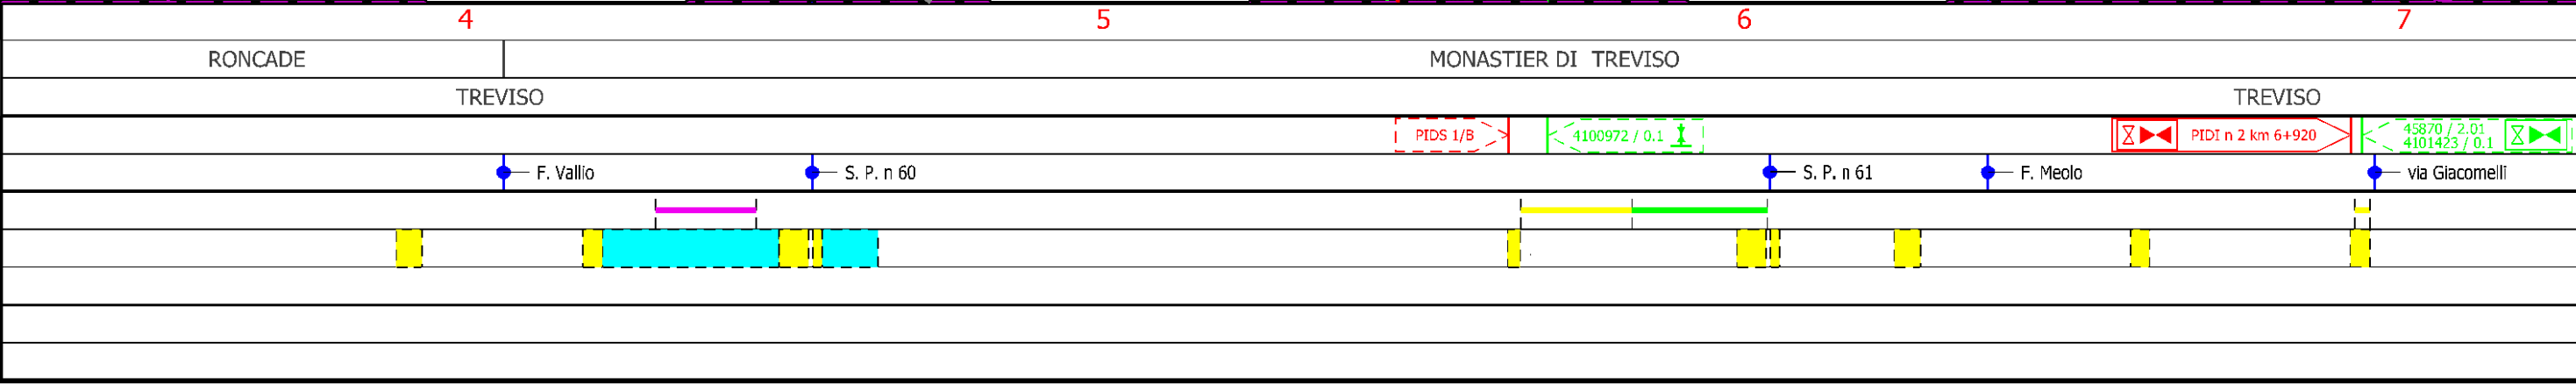 4 5 6 7
RONCADE MONASTIER DI TREVISO
TREVISO TREVISO
PIDS 1/B 4100972 / 0.1 PIDI n 2 km 6+920 45870 / 2.01
4101423 / 0.1
F. Vallio S. P. n 60 S. P. n 61 F. Meolo via Giacomelli